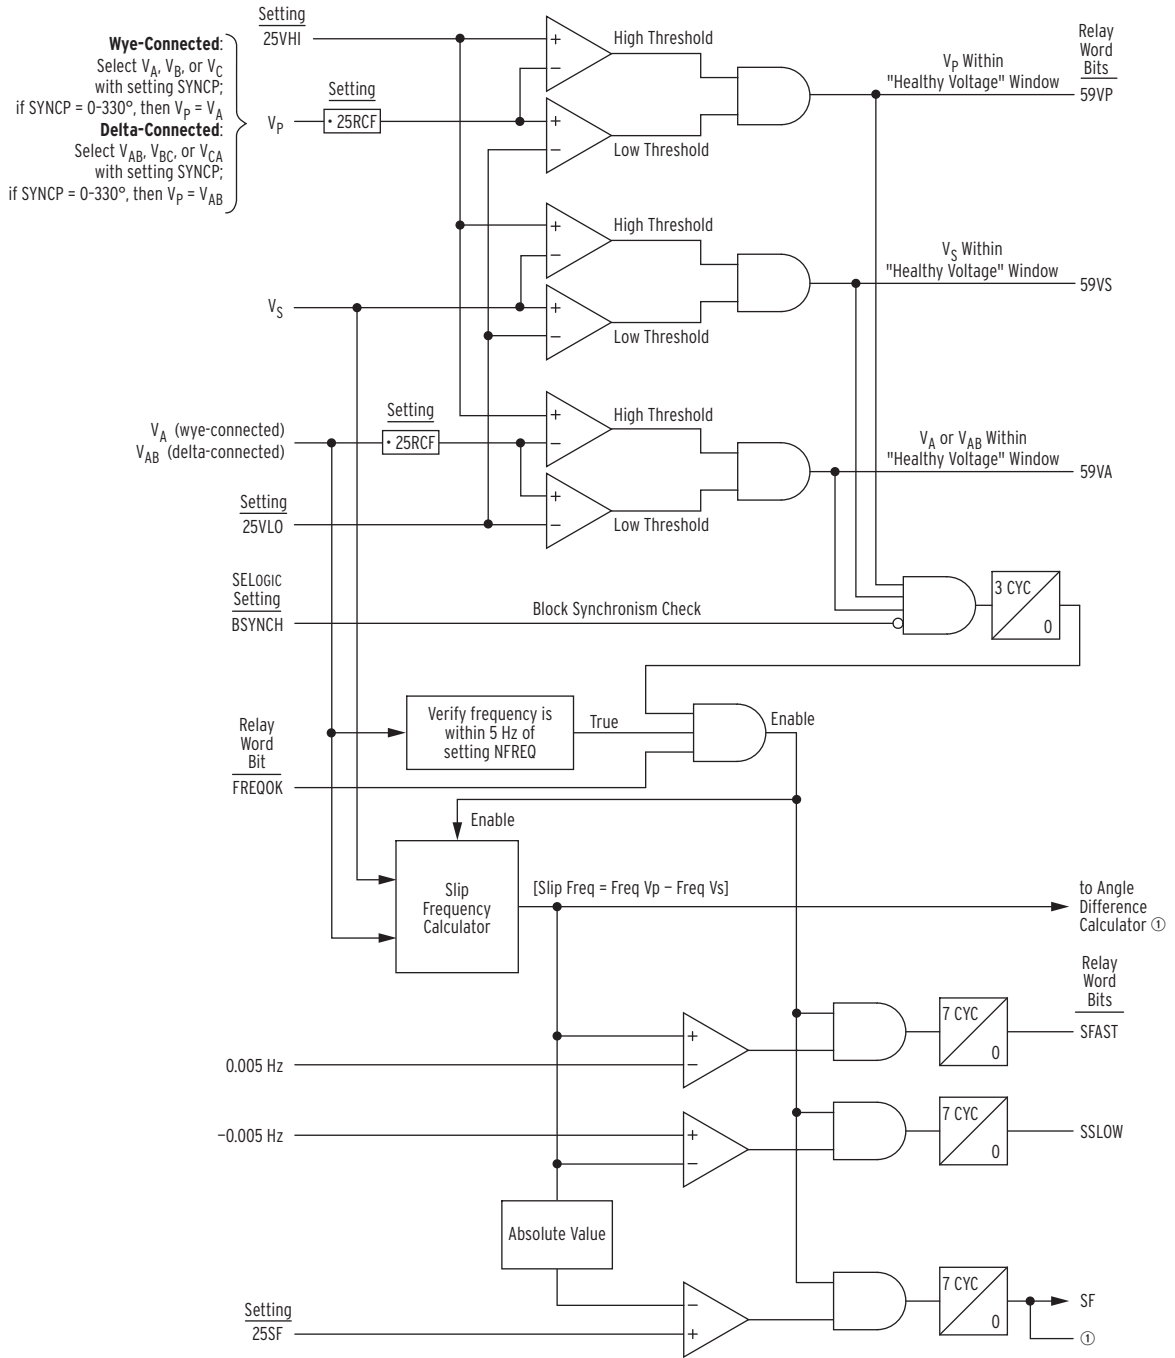 Setting
25VHI
Wye-Connected:
Select VA, VB, or VC
with setting SYNCP;
if SYNCP = 0-330°, then VP = VA
Delta-Connected:
Select VAB, VBC, or VCA
with setting SYNCP;
if SYNCP = 0-330°, then VP = VAB
VP
Setting
• 25RCF
+
−
High Threshold
+
−
Low Threshold
VP Within
"Healthy Voltage" Window
Relay
Word
Bits
59VP
VS
+
−
High Threshold
+
−
Low Threshold
VS Within
"Healthy Voltage" Window
59VS
VA (wye-connected)
VAB (delta-connected)
Setting
• 25RCF
+
−
High Threshold
+
−
Low Threshold
VA or VAB Within
"Healthy Voltage" Window
59VA
Setting
25VLO
SELOGIC
Setting
BSYNCH
Block Synchronism Check
3 CYC
0
Relay
Word
Bit
FREQOK
Verify frequency is
within 5 Hz of
setting NFREQ
True
Enable
Enable
Slip
Frequency
Calculator
[Slip Freq = Freq Vp − Freq Vs]
to Angle
Difference
Calculator ①
Relay
Word
Bits
0.005 Hz
+
−
7 CYC
0
SFAST
−0.005 Hz
+
−
7 CYC
0
SSLOW
Absolute Value
Setting
25SF
−
+
7 CYC
0
SF
①